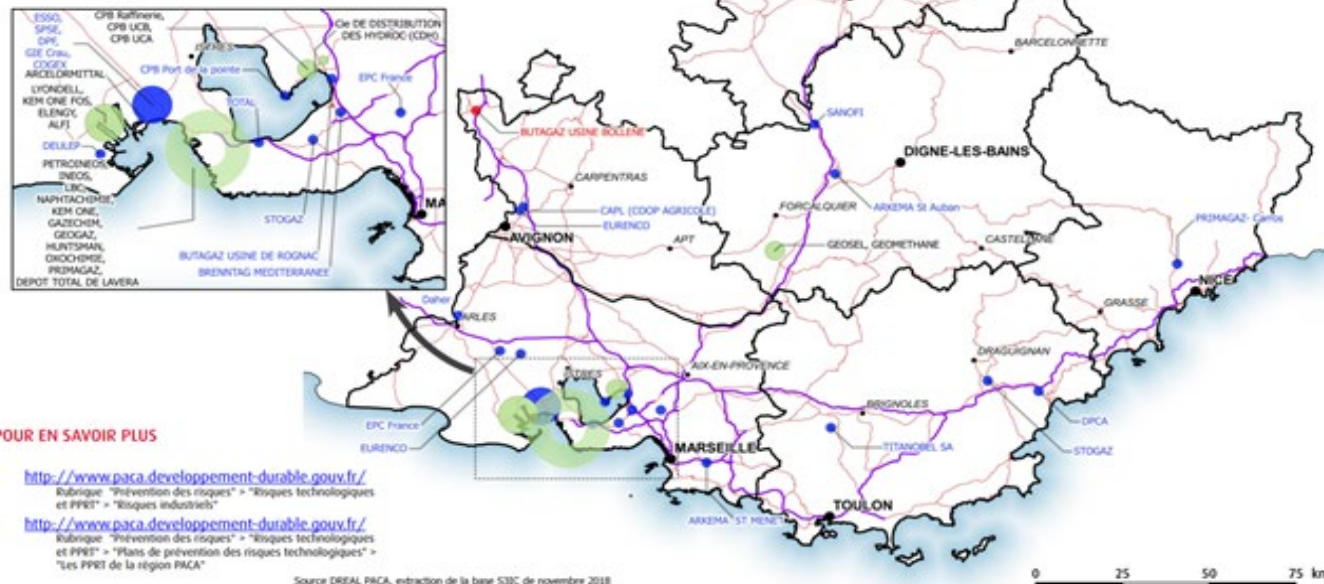 ESSO,
SPSE,
DPF,
GIE Crau,
COGEX
ARCELORMITTAL
LYONDELL,
KEM ONE FOS,
ELENGY,
ALFI
DEULEP
PETROINEOS,
INEOS,
LBC,
NAPHTACHIMIE,
KEM ONE,
GAZECHIM,
GEOGAZ,
HUNTSMAN,
OXOCHIMIE,
PRIMAGAZ,
DEPOT TOTAL DE LAVERA
CPB Raffinerie,
CPB UCB,
CPB UCA
CPB Port de la pointe
TOTAL
Cie DE DISTRIBUTION
DES HYDROC (CDH)
EPC France
STOGAZ
BUTAGAZ USINE DE ROGNAC
BRENNTAG MEDITERRANEE
MA
BARCELONNETTE
BUTAGAZ USINE BOLLENE
SANOFI
DIGNE-LES-BAINS
CARPENTRAS
FORCALQUIER
ARKEMA St Auban
CAPL (COOP AGRICOLE)
EURENCO
AVIGNON
APT
GEOSEL, GEOMETHANE
CASTELLANE
PRIMAGAZ- Carros
NICE
GRASSE
Daher
ARLES
AIX-EN-PROVENCE
DRAGUIGNAN
ISTRES
BRIGNOLES
EPC France
EURENCO
MARSEILLE
TITANOBEL SA
DPCA
STOGAZ
ARKEMA ST MENET
TOULON
POUR EN SAVOIR PLUS
http://www.paca.developpement-durable.gouv.fr/
Rubrique "Prévention des risques" > "Risques technologiques
et PPRT" > "Risques industriels"
http://www.paca.developpement-durable.gouv.fr/
Rubrique "Prévention des risques" > "Risques technologiques
et PPRT" > "Plans de prévention des risques technologiques" >
"Les PPRT de la région PACA"
Source DREAL PACA, extraction de la base S3IC de novembre 2018
0 25 50 75 km